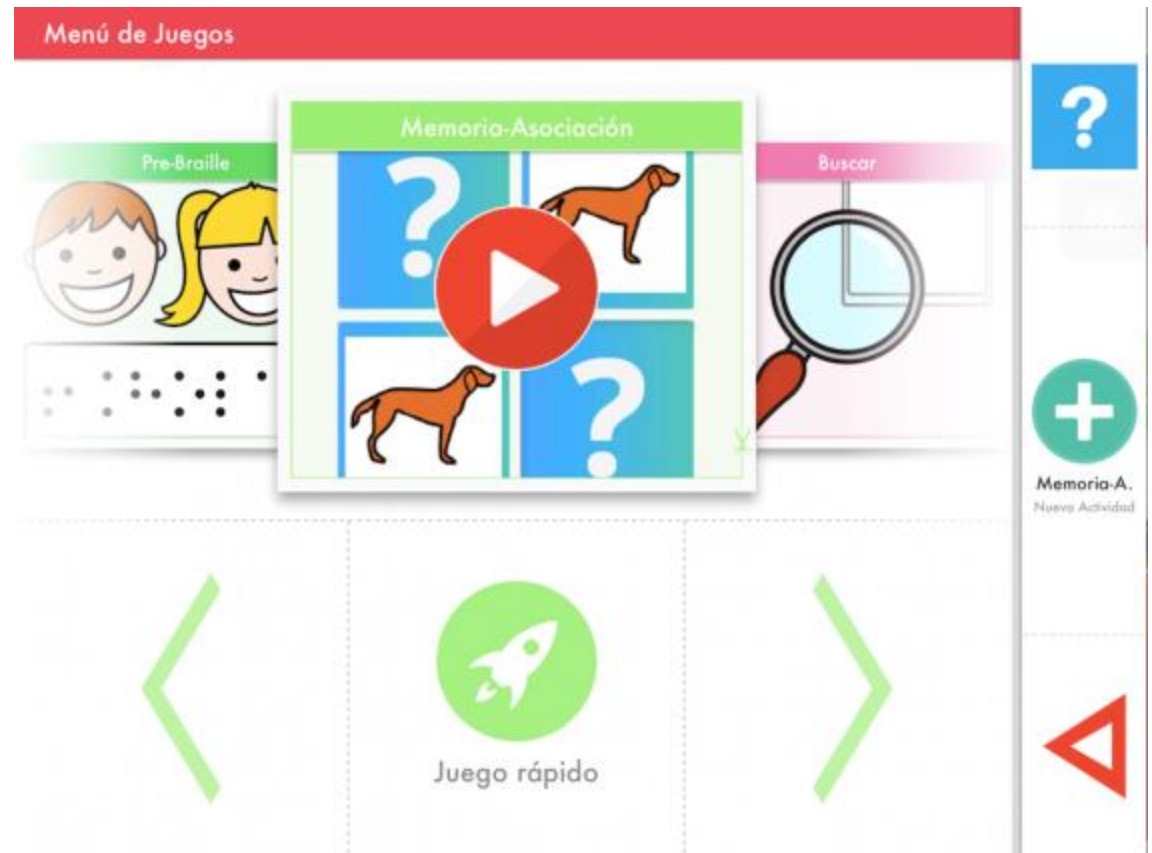 Menú de Juegos
Memoria-Asociación
Pre-Braille
Buscar
?
?
?
Memoria-A.
Nueva Actividad
Juego rápido